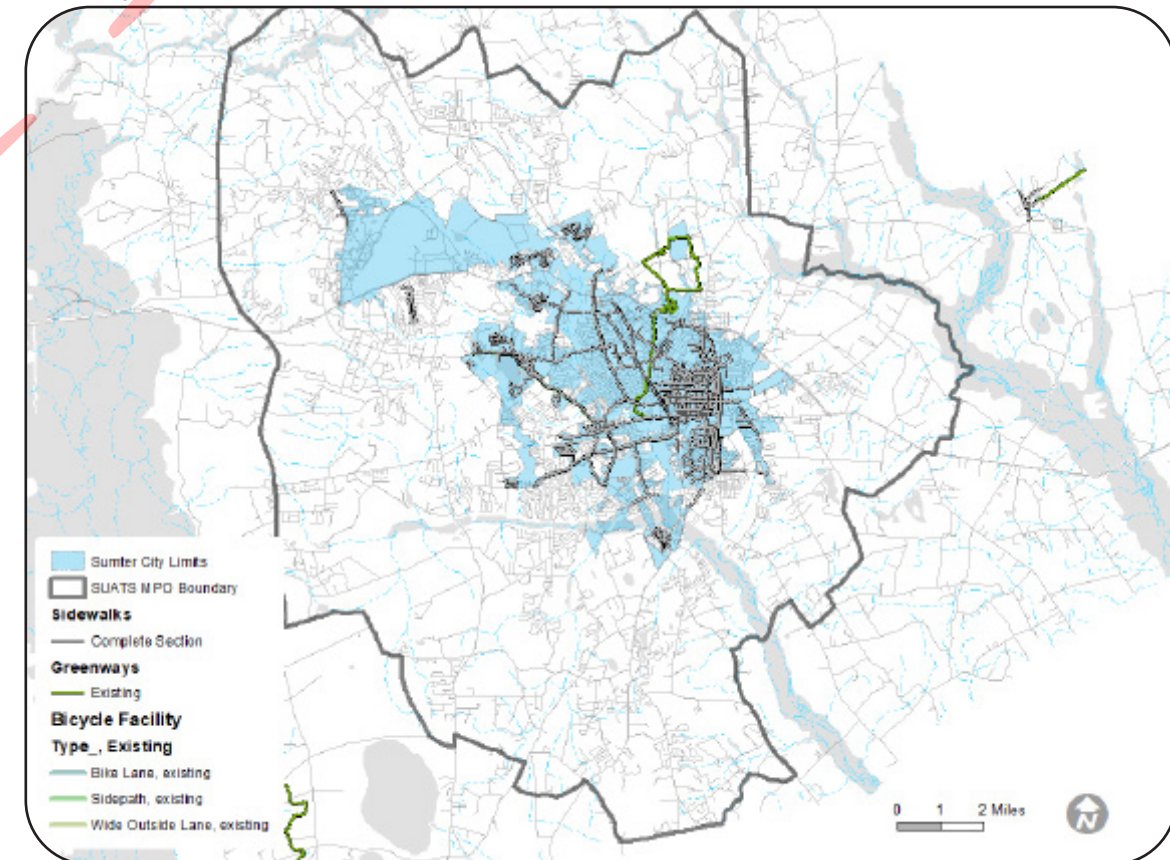 Sumter City Limits
SUATS MPO Boundary
Sidewalks
Complete Section
Greenways
Existing
Bicycle Facility
Type_, Existing
Bike Lane, existing
Sidepath, existing
Wide Outside Lane, existing
0 1 2 Miles
N